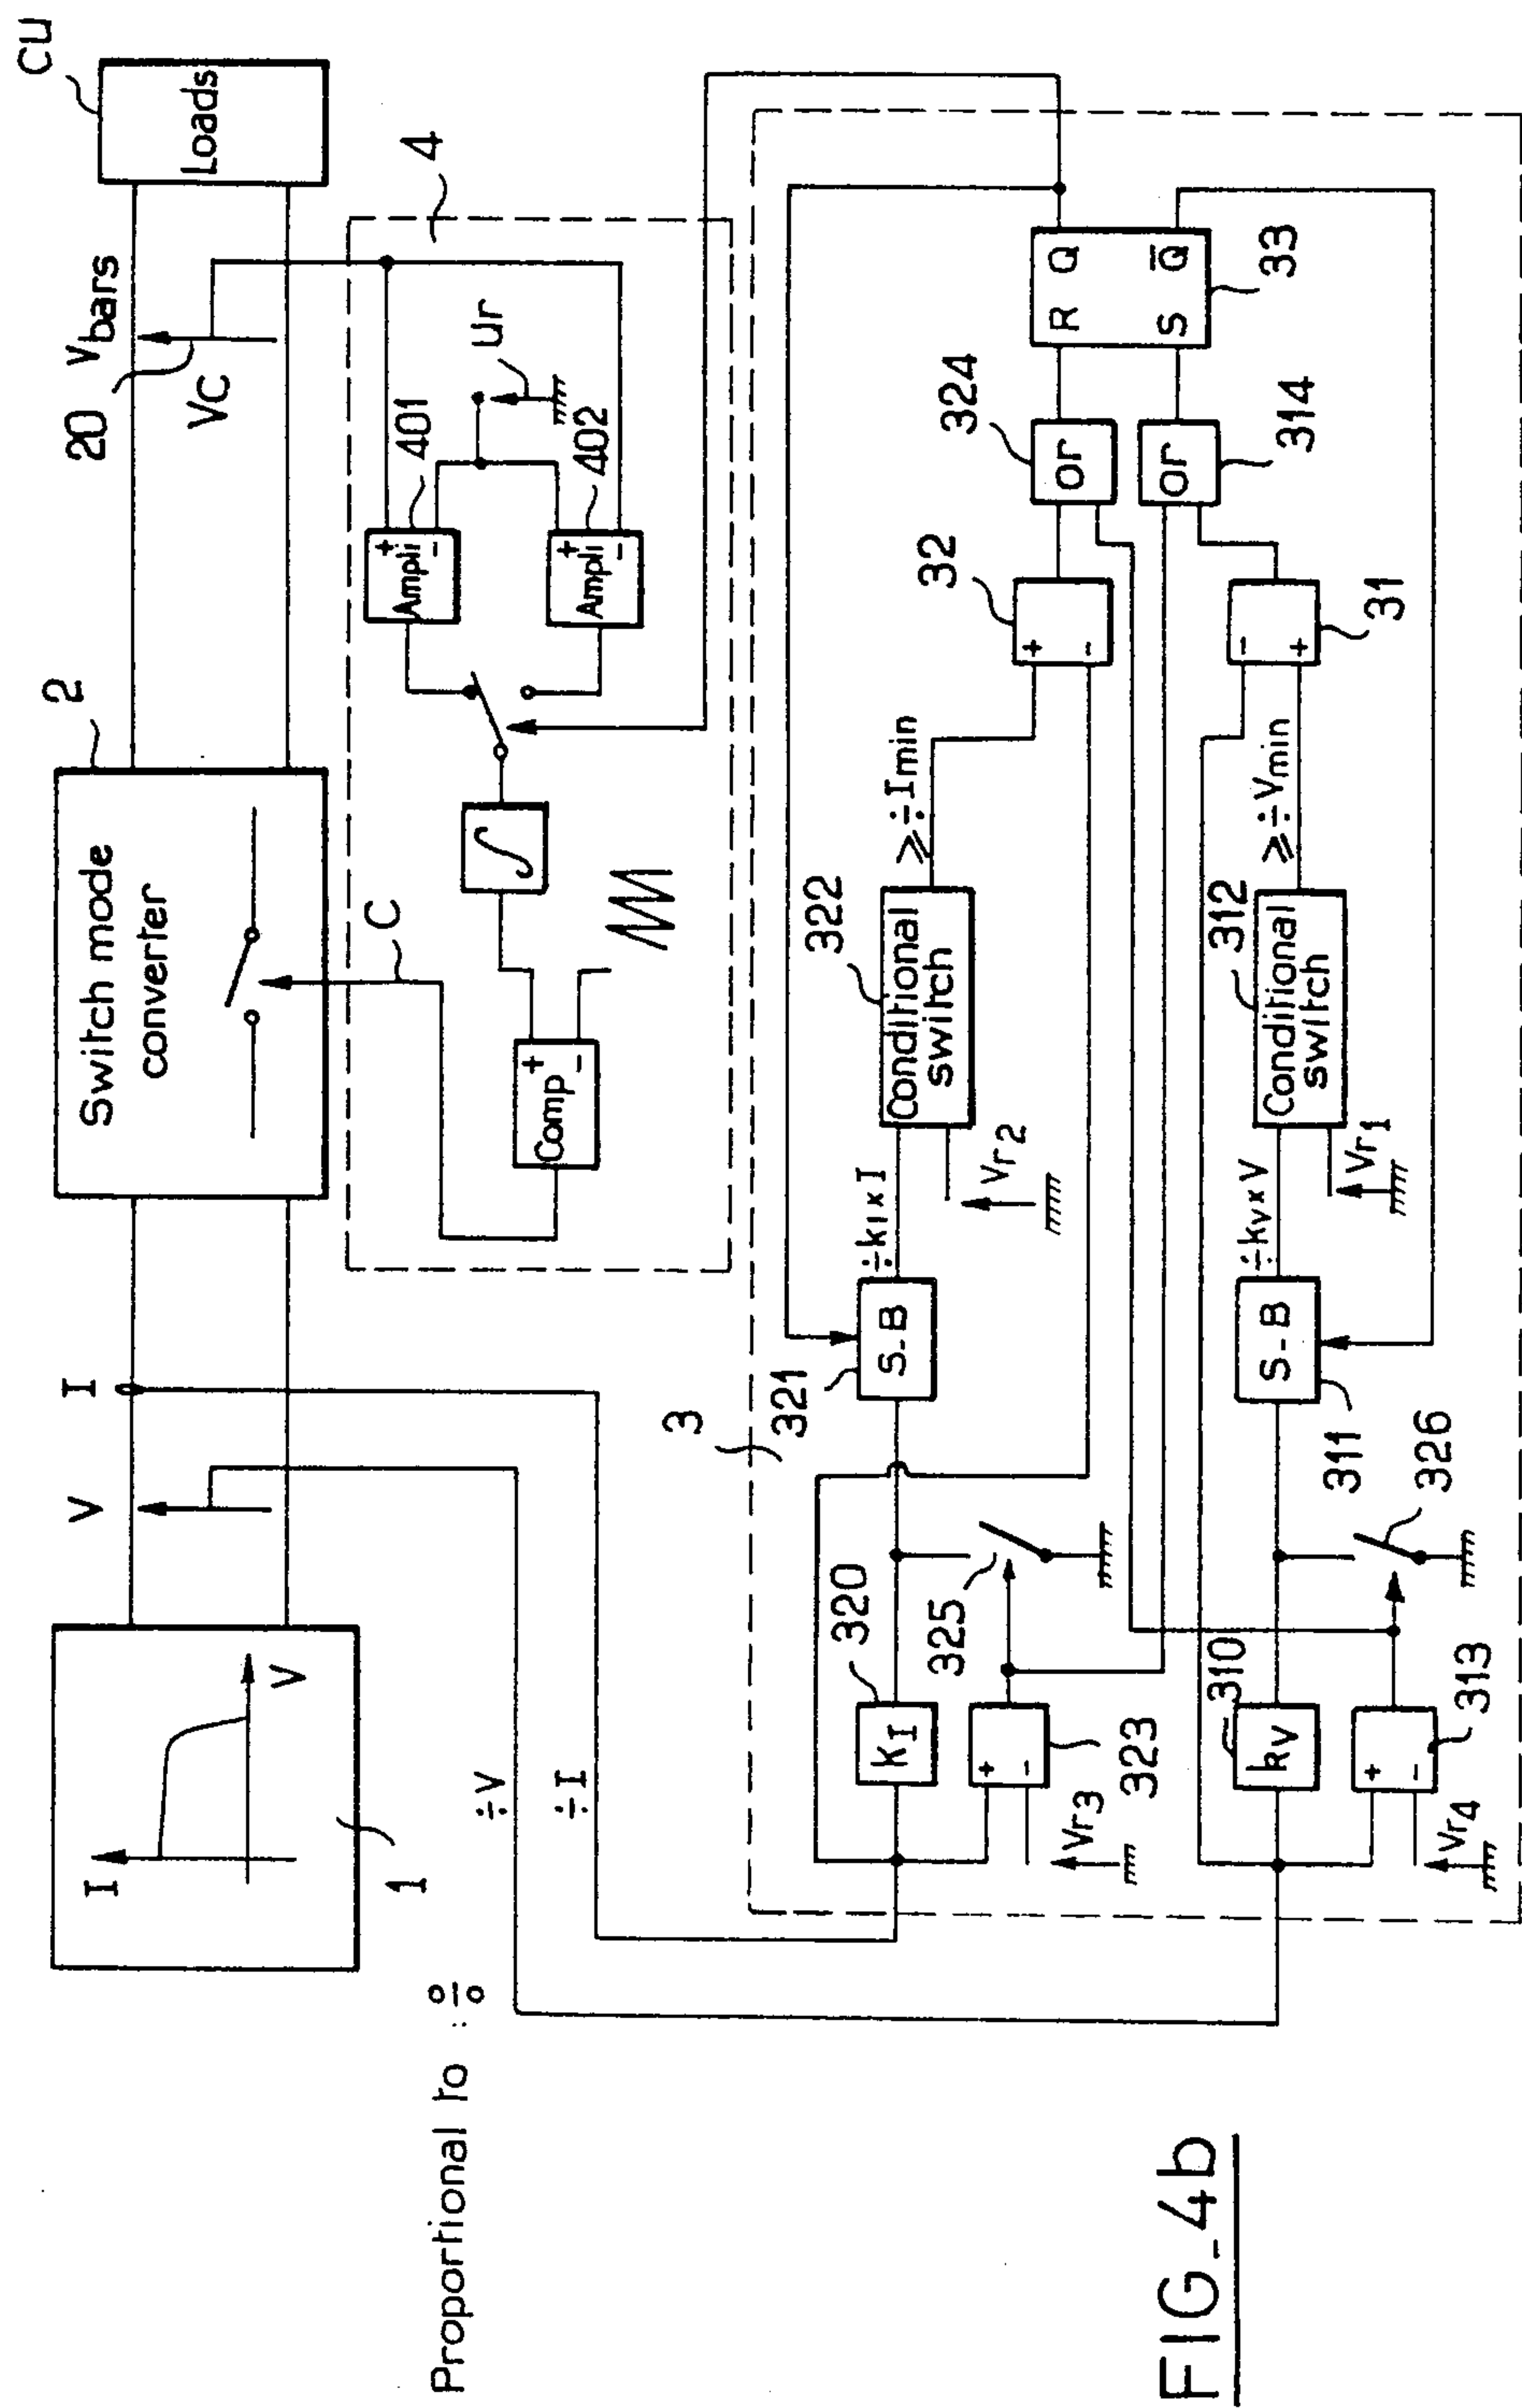 CU
Loads
20
Vbars
VC
2
Switch mode
converter
C
I
V
I
V
1
4
Ur
Ampli
+
-
401
Ampli
+
-
402
∫
Comp
+
-
÷V
÷I
Proportional to : ÷
3
R
Q
S
Q̅
33
324
or
or
314
32
+
-
-
+
31
≥÷Imin
≥÷Vmin
322
Conditional
switch
312
Conditional
switch
Vr2
Vr1
÷kI x I
÷kV x V
S-B
321
S-B
311
320
KI
325
326
+
-
323
Vr3
310
kV
+
-
313
Vr4
FIG_4b